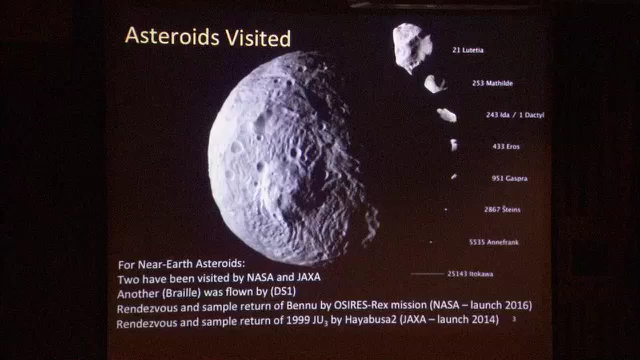 Asteroids Visited
21 Lutetia
253 Mathilde
243 Ida / 1 Dactyl
433 Eros
951 Gaspra
2867 Šteins
5535 Annefrank
25143 Itokawa
For Near-Earth Asteroids:
Two have been visited by NASA and JAXA
Another (Braille) was flown by (DS1)
Rendezvous and sample return of Bennu by OSIRES-Rex mission (NASA – launch 2016)
Rendezvous and sample return of 1999 JU₃ by Hayabusa2 (JAXA – launch 2014)
3